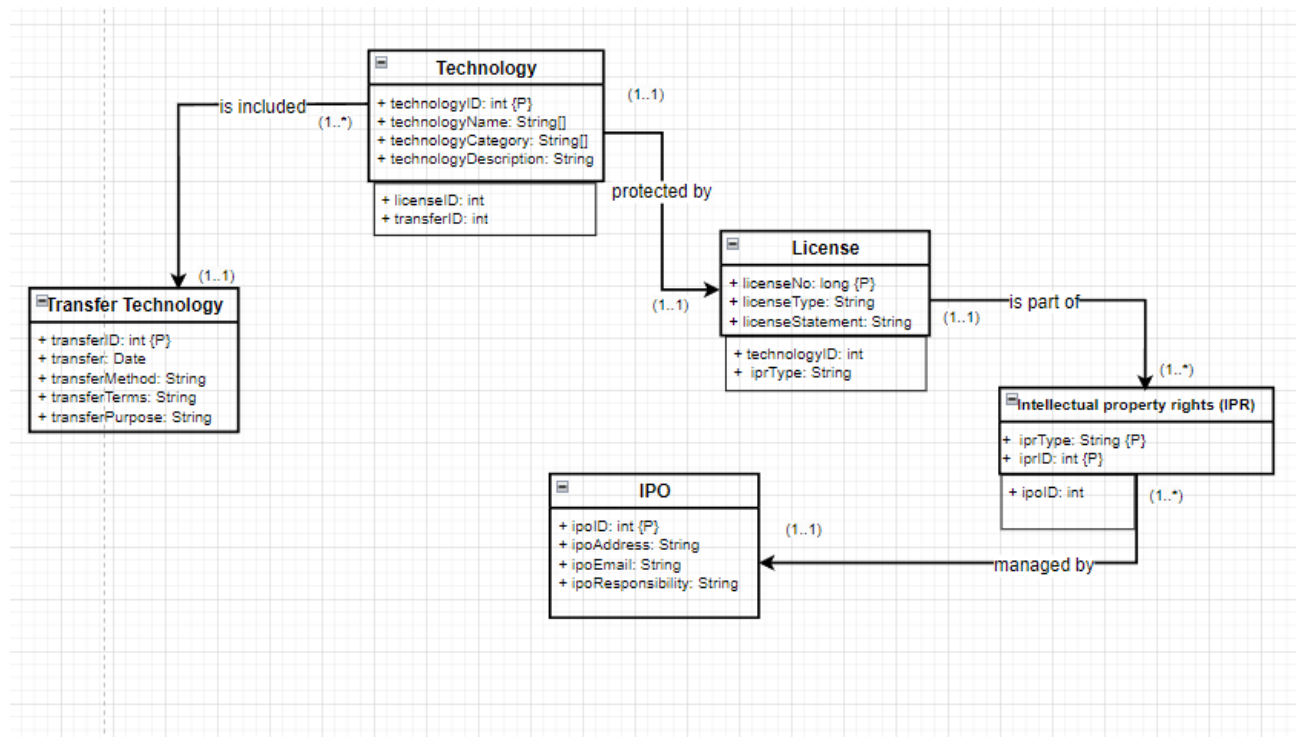 Technology
+ technologyID: int {P}
+ technologyName: String[]
+ technologyCategory: String[]
+ technologyDescription: String
+ licenseID: int
+ transferID: int
is included
(1..*)
(1..1)
(1..1)
protected by
(1..1)
Transfer Technology
+ transferID: int {P}
+ transfer: Date
+ transferMethod: String
+ transferTerms: String
+ transferPurpose: String
License
+ licenseNo: long {P}
+ licenseType: String
+ licenseStatement: String
+ technologyID: int
+ iprType: String
is part of
(1..1)
(1..*)
Intellectual property rights (IPR)
+ iprType: String {P}
+ iprID: int {P}
+ ipoID: int
(1..*)
managed by
(1..1)
IPO
+ ipoID: int {P}
+ ipoAddress: String
+ ipoEmail: String
+ ipoResponsibility: String